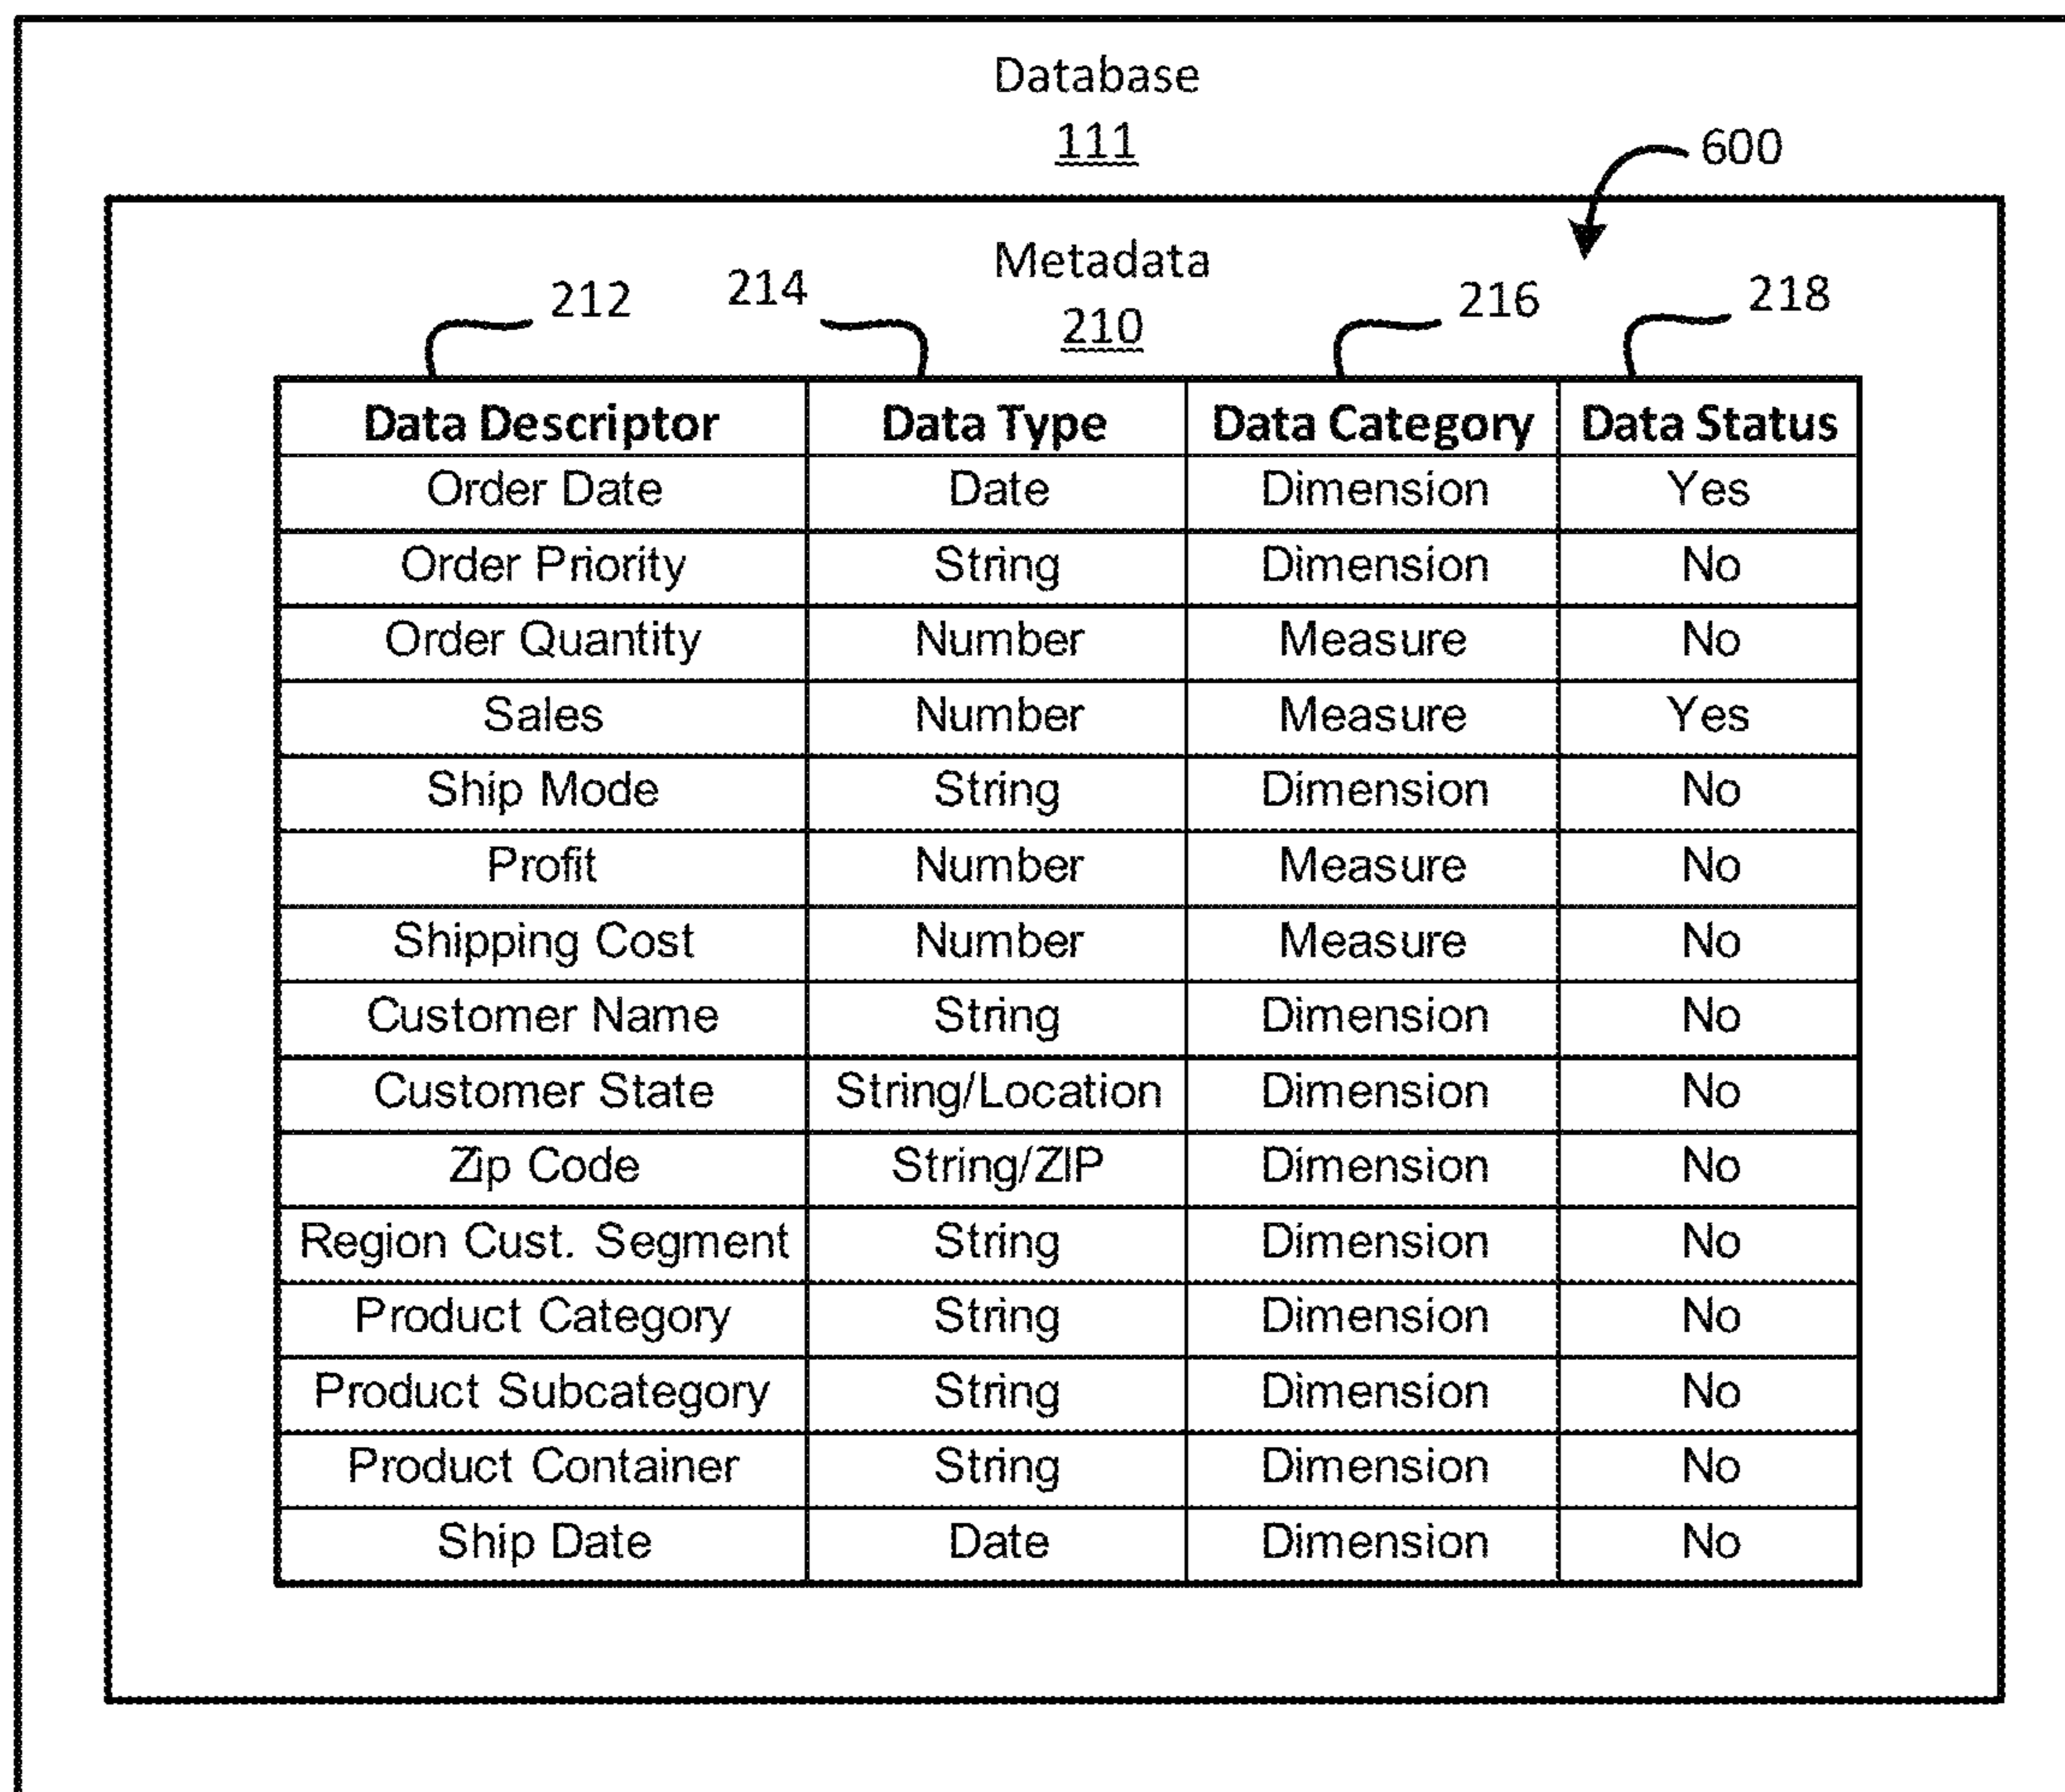 Database
111
600
Metadata
212 214 210 216 218
Data Descriptor Data Type Data Category Data Status
Order Date Date Dimension Yes
Order Priority String Dimension No
Order Quantity Number Measure No
Sales Number Measure Yes
Ship Mode String Dimension No
Profit Number Measure No
Shipping Cost Number Measure No
Customer Name String Dimension No
Customer State String/Location Dimension No
Zip Code String/ZIP Dimension No
Region Cust. Segment String Dimension No
Product Category String Dimension No
Product Subcategory String Dimension No
Product Container String Dimension No
Ship Date Date Dimension No